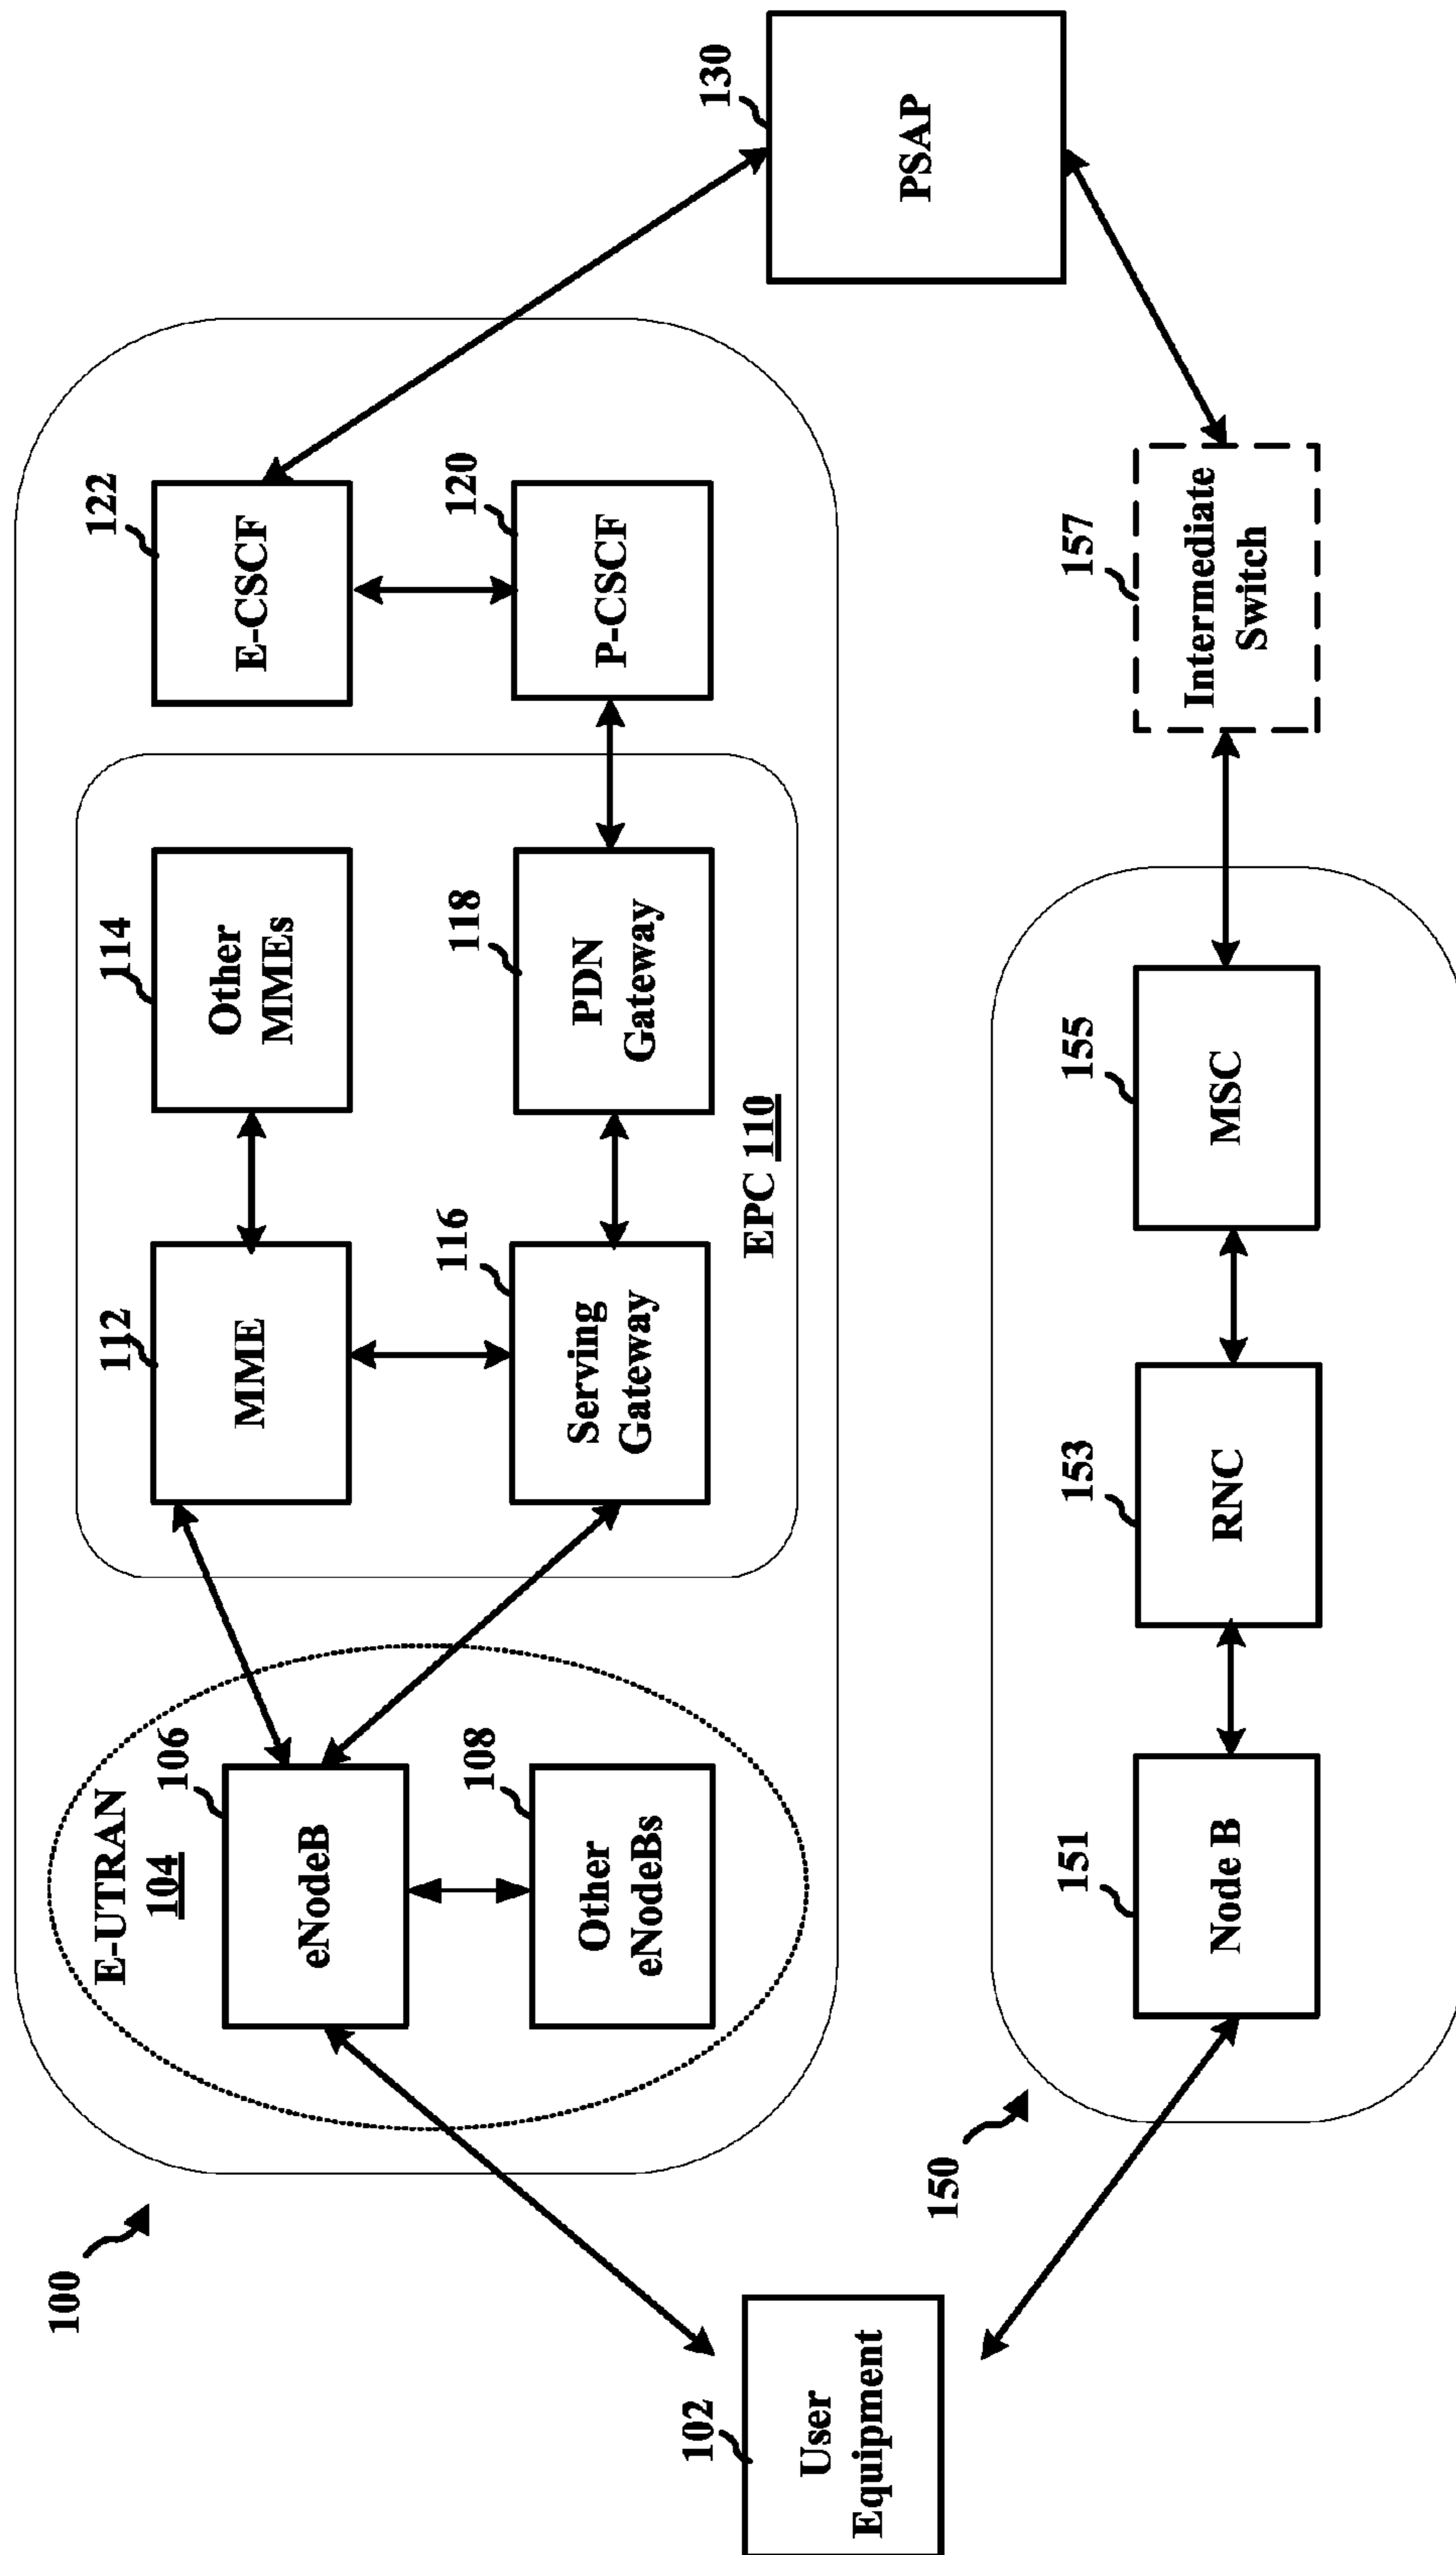 100
E-UTRAN
104
106
eNodeB
108
Other
eNodeBs
112
MME
114
Other
MMEs
116
Serving
Gateway
118
PDN
Gateway
EPC 110
122
E-CSCF
120
P-CSCF
102
User
Equipment
130
PSAP
150
151
Node B
153
RNC
155
MSC
157
Intermediate
Switch